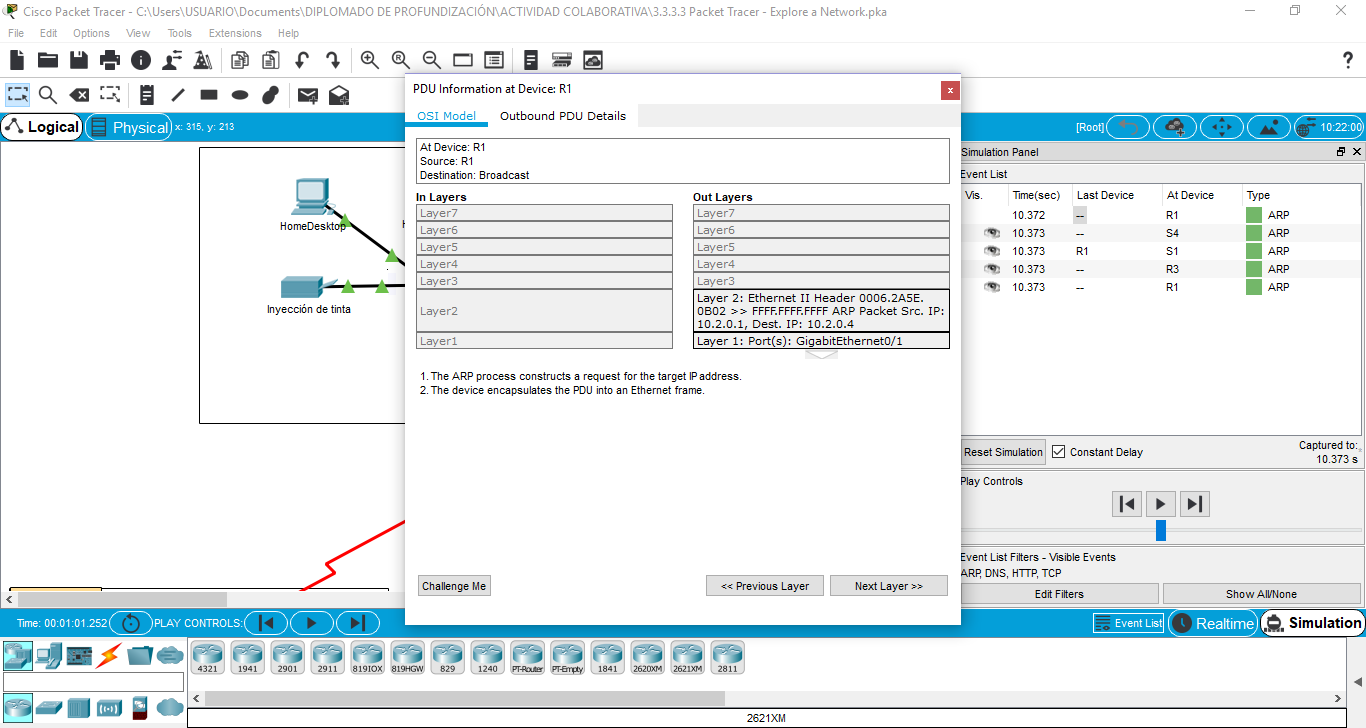 Cisco Packet Tracer - C:\Users\USUARIO\Documents\DIPLOMADO DE PROFUNDIZACIÓN\ACTIVIDAD COLABORATIVA\3.3.3.3 Packet Tracer - Explore a Network.pka
File Edit Options View Tools Extensions Help
Logical Physical x: 315, y: 213
[Root] 10:22:00
PDU Information at Device: R1
OSI Model Outbound PDU Details
At Device: R1
Source: R1
Destination: Broadcast
In Layers Out Layers
Layer7 Layer7
Layer6 Layer6
Layer5 Layer5
Layer4 Layer4
Layer3 Layer3
Layer2
Layer 2: Ethernet II Header 0006.2A5E.
0B02 >> FFFF.FFFF.FFFF ARP Packet Src. IP:
10.2.0.1, Dest. IP: 10.2.0.4
Layer1 Layer 1: Port(s): GigabitEthernet0/1
1. The ARP process constructs a request for the target IP address.
2. The device encapsulates the PDU into an Ethernet frame.
Challenge Me << Previous Layer Next Layer >>
HomeDesktop
H
Inyección de tinta
Simulation Panel
Event List
Vis. Time(sec) Last Device At Device Type
10.372 -- R1 ARP
10.373 -- S4 ARP
10.373 R1 S1 ARP
10.373 -- R3 ARP
10.373 -- R1 ARP
Reset Simulation Constant Delay Captured to:
10.373 s
Play Controls
Event List Filters - Visible Events
ARP, DNS, HTTP, TCP
Edit Filters Show All/None
Time: 00:01:01.252 PLAY CONTROLS: Event List Realtime Simulation
4321 1941 2901 2911 819IOX 819HGW 829 1240 PT-Router PT-Empty 1841 2620XM 2621XM 2811
2621XM